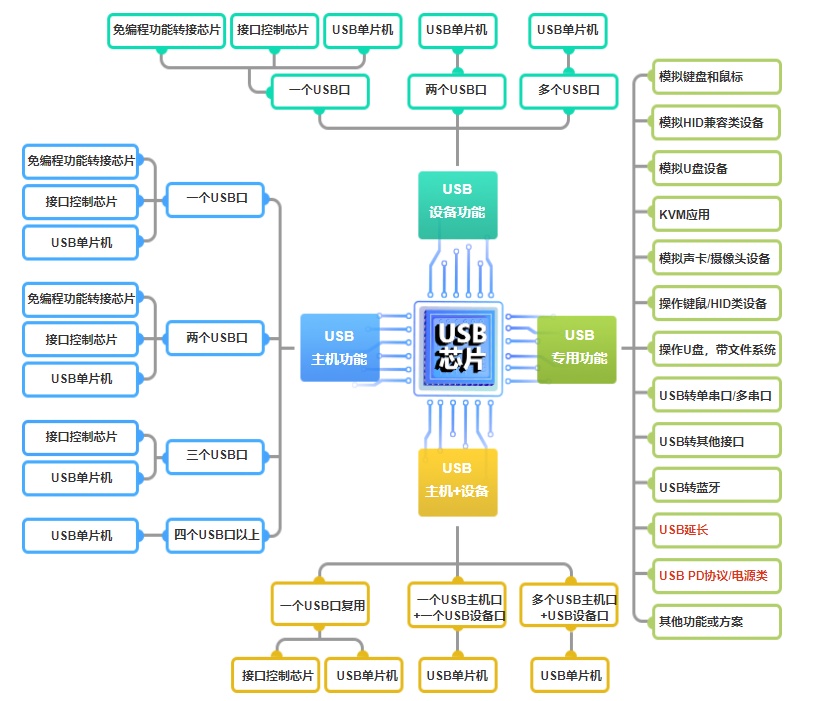 免编程功能转接芯片
接口控制芯片
USB单片机
USB单片机
USB单片机
一个USB口
两个USB口
多个USB口
USB
设备功能
免编程功能转接芯片
接口控制芯片
USB单片机
一个USB口
免编程功能转接芯片
接口控制芯片
USB单片机
两个USB口
接口控制芯片
USB单片机
三个USB口
USB单片机
四个USB口以上
USB
主机功能
USB
芯片
USB
专用功能
模拟键盘和鼠标
模拟HID兼容类设备
模拟U盘设备
KVM应用
模拟声卡/摄像头设备
操作键鼠/HID类设备
操作U盘，带文件系统
USB转单串口/多串口
USB转其他接口
USB转蓝牙
USB延长
USB PD协议/电源类
其他功能或方案
USB
主机+设备
一个USB口复用
一个USB主机口
+一个USB设备口
多个USB主机口
+USB设备口
接口控制芯片
USB单片机
USB单片机
USB单片机